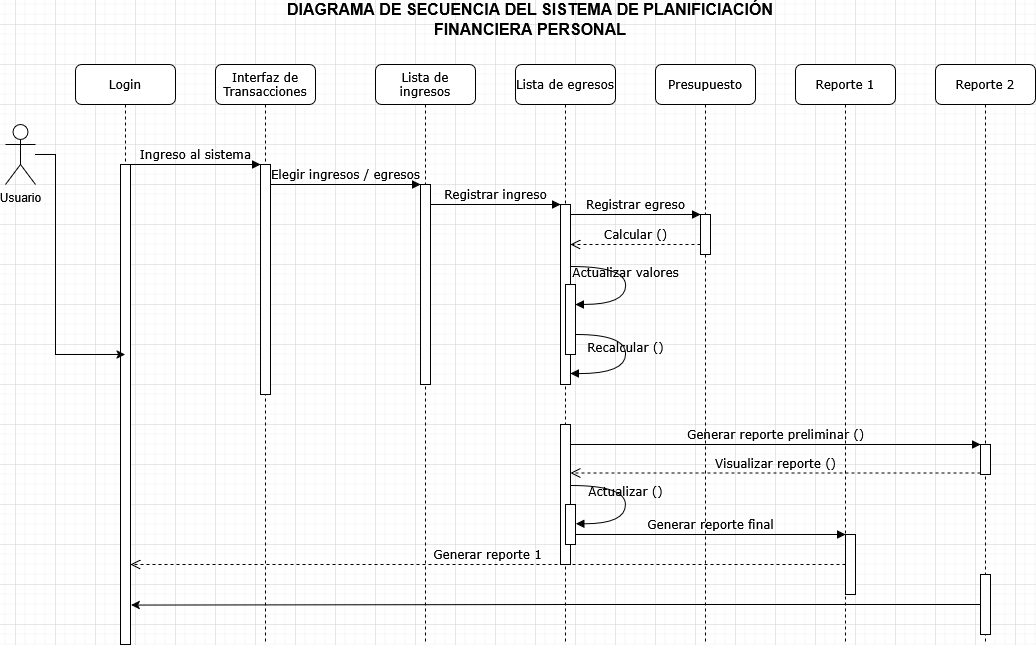 DIAGRAMA DE SECUENCIA DEL SISTEMA DE PLANIFICIACIÓN
FINANCIERA PERSONAL
Login
Interfaz de
Transacciones
Lista de
ingresos
Lista de egresos
Presupuesto
Reporte 1
Reporte 2
Usuario
Ingreso al sistema
Elegir ingresos / egresos
Registrar ingreso
Registrar egreso
Calcular ()
Actualizar valores
Recalcular ()
Generar reporte preliminar ()
Visualizar reporte ()
Actualizar ()
Generar reporte final
Generar reporte 1